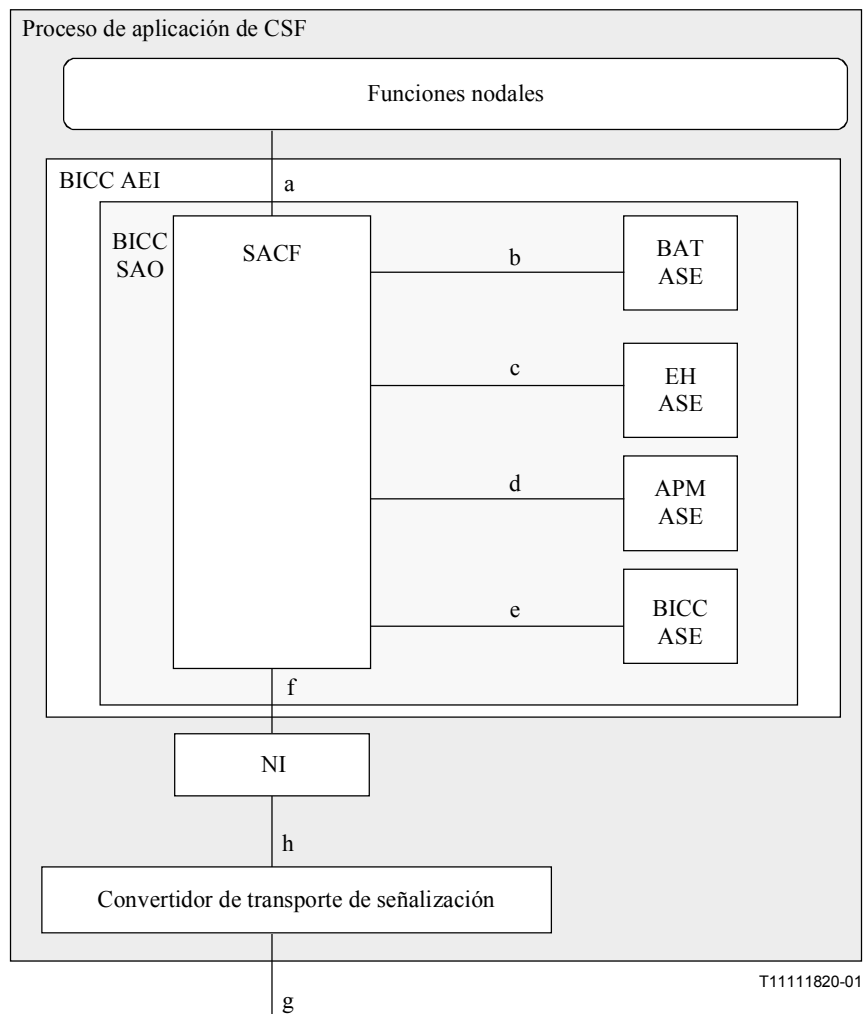 Proceso de aplicación de CSF
Funciones nodales
BICC AEI
a
BICC
SAO
SACF
b
BAT
ASE
c
EH
ASE
d
APM
ASE
e
BICC
ASE
f
NI
h
Convertidor de transporte de señalización
T11111820-01
g